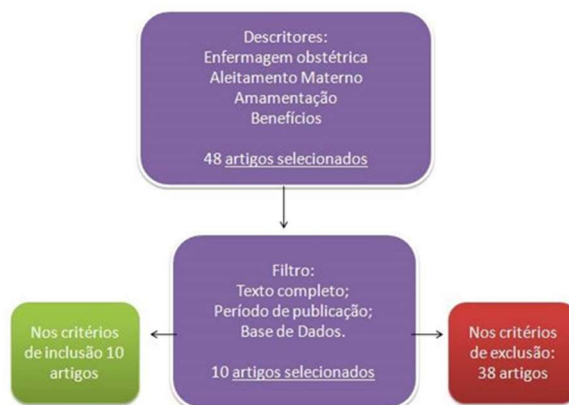 Descritores:
Enfermagem obstétrica
Aleitamento Materno
Amamentação
Benefícios
48 artigos selecionados
Filtro:
Texto completo;
Período de publicação;
Base de Dados.
10 artigos selecionados
Nos critérios
de inclusão 10
artigos
Nos critérios
de exclusão:
38 artigos